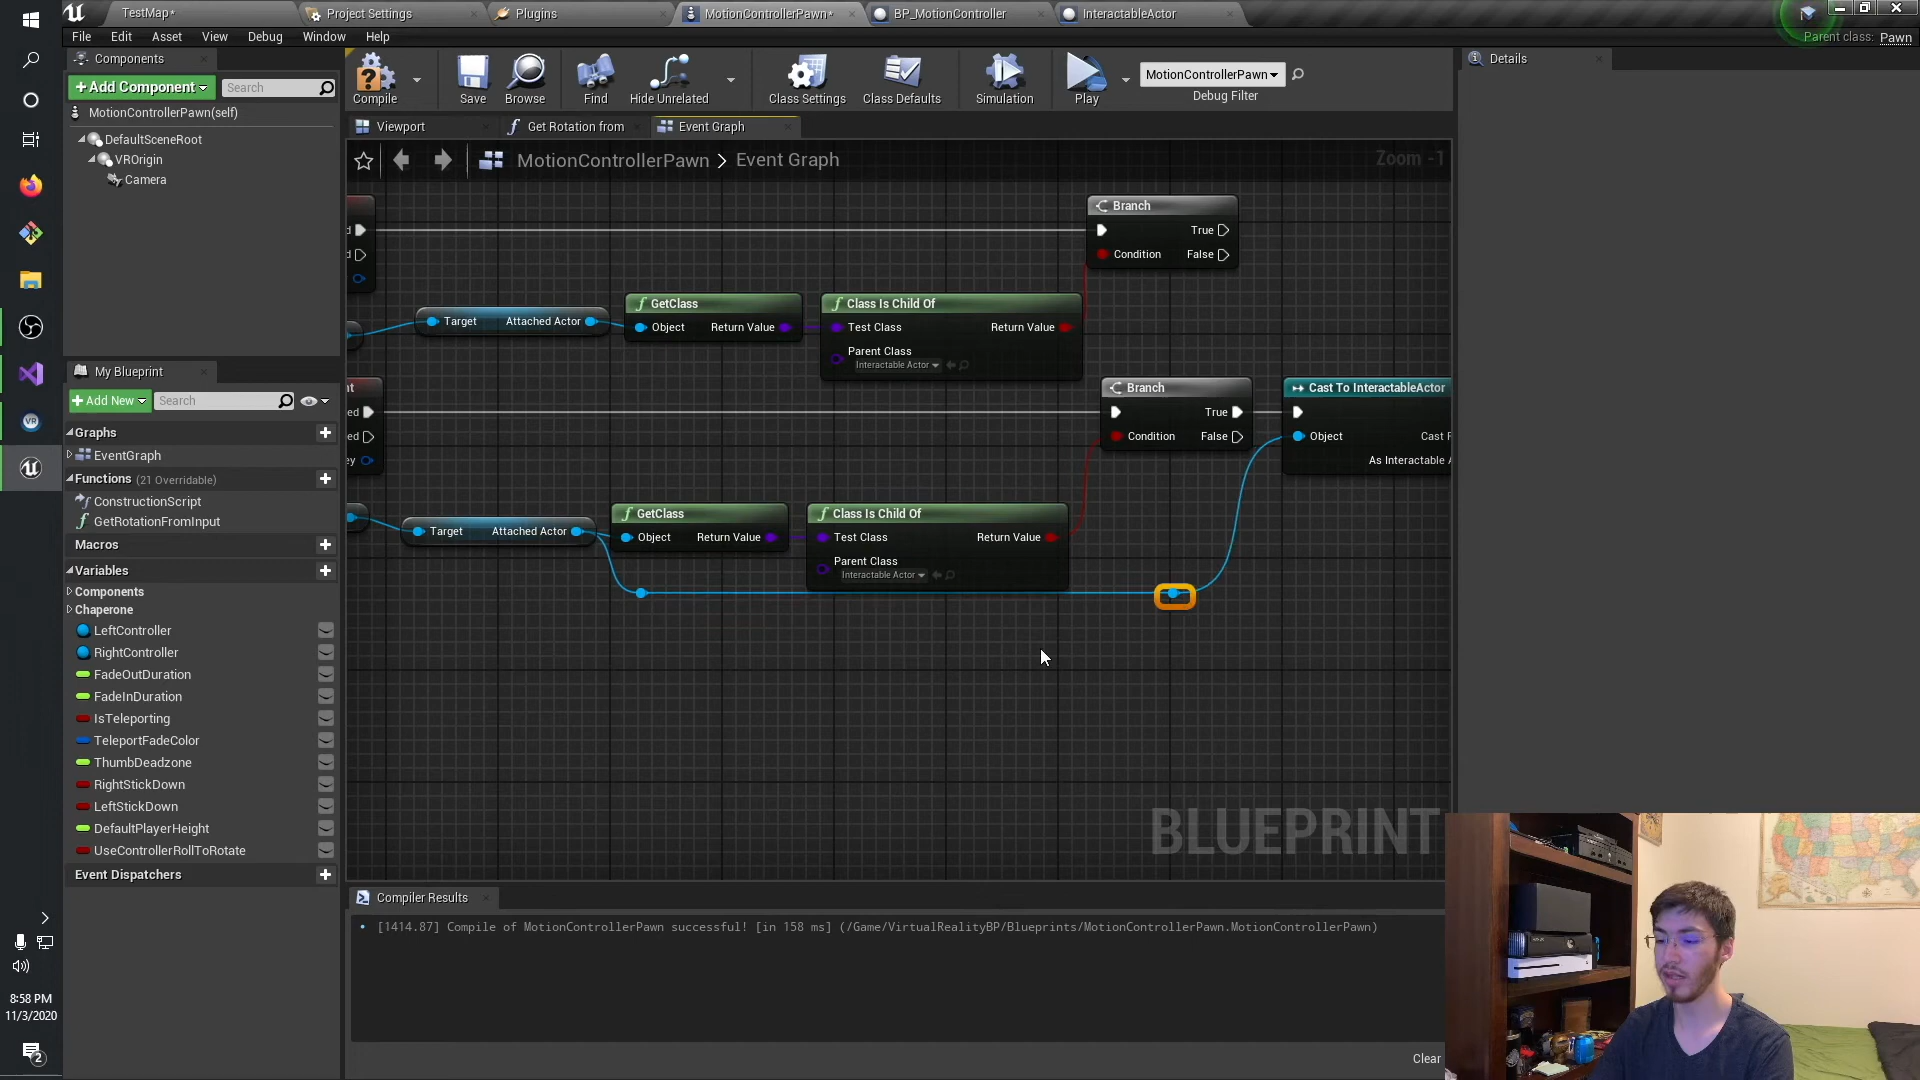 TestMap*
Project Settings
Plugins
MotionControllerPawn*
BP_MotionController
InteractableActor
File
Edit
Asset
View
Debug
Window
Help
Parent class: Pawn
Components
+Add Component
Search
MotionControllerPawn(self)
DefaultSceneRoot
VROrigin
Camera
Compile
Save
Browse
Find
Hide Unrelated
Class Settings
Class Defaults
Simulation
Play
MotionControllerPawn
Debug Filter
Details
Viewport
Get Rotation from
Event Graph
MotionControllerPawn > Event Graph
Zoom -1
Branch
True
Condition
False
Target
Attached Actor
GetClass
Object
Return Value
Class Is Child Of
Test Class
Return Value
Parent Class
Interactable Actor
Branch
True
Condition
False
Cast To InteractableActor
Object
Cast F
As Interactable A
nt
ed
ed
ey
Target
Attached Actor
GetClass
Object
Return Value
Class Is Child Of
Test Class
Return Value
Parent Class
Interactable Actor
BLUEPRINT
My Blueprint
+Add New
Search
Graphs
EventGraph
Functions (21 Overridable)
ConstructionScript
GetRotationFromInput
Macros
Variables
Components
Chaperone
LeftController
RightController
FadeOutDuration
FadeInDuration
IsTeleporting
TeleportFadeColor
ThumbDeadzone
RightStickDown
LeftStickDown
DefaultPlayerHeight
UseControllerRollToRotate
Event Dispatchers
Compiler Results
[1414.87] Compile of MotionControllerPawn successful! [in 158 ms] (/Game/VirtualRealityBP/Blueprints/MotionControllerPawn.MotionControllerPawn)
Clear
VR
8:58 PM
11/3/2020
2